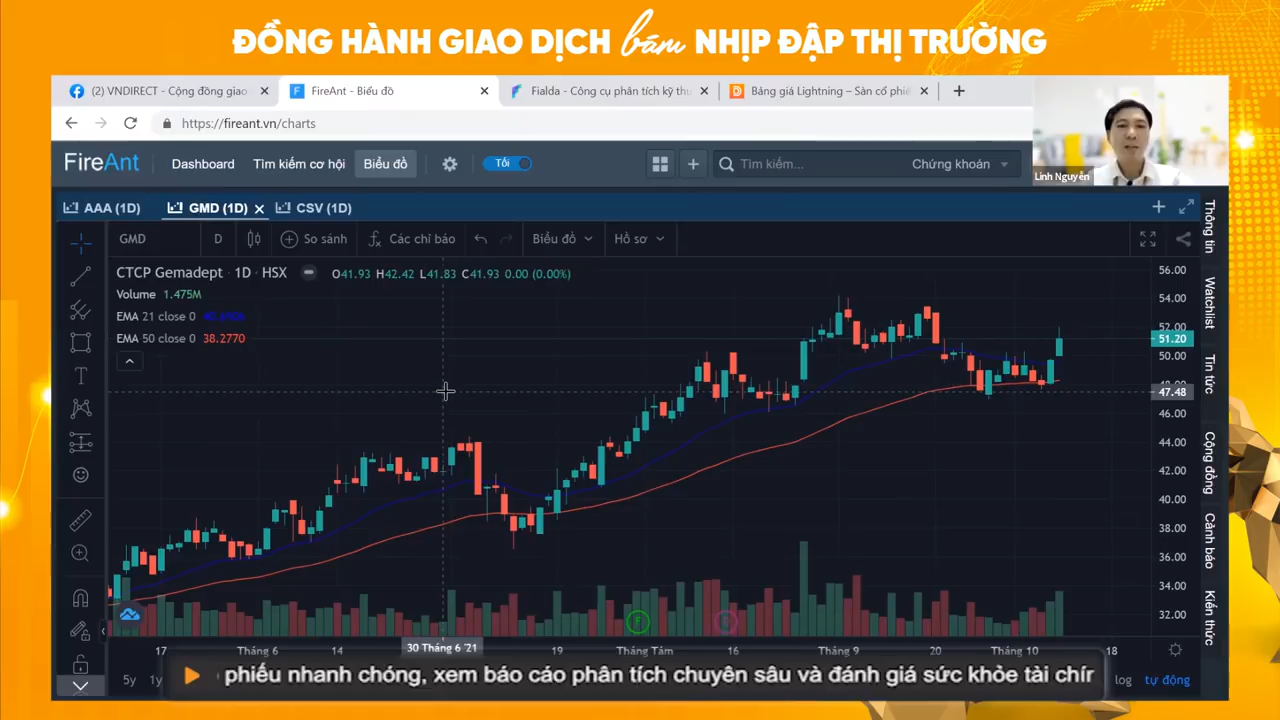 ĐỒNG HÀNH GIAO DỊCH bám NHỊP ĐẬP THỊ TRƯỜNG
(2) VNDIRECT - Cộng đồng giao
FireAnt - Biểu đồ
Fialda - Công cụ phân tích kỹ thu
Bảng giá Lightning – Sàn cổ phiế
https://fireant.vn/charts
Linh Nguyễn
FireAnt
Dashboard
Tìm kiếm cơ hội
Biểu đồ
Tối
Tìm kiếm...
Chứng khoán
AAA (1D)
GMD (1D)
CSV (1D)
GMD
D
So sánh
Các chỉ báo
Biểu đồ
Hồ sơ
CTCP Gemadept · 1D · HSX
O41.93 H42.42 L41.83 C41.93 0.00 (0.00%)
Volume 1.475M
EMA 21 close 0
EMA 50 close 0 38.2770
56.00
54.00
52.00
51.20
50.00
48.00
47.48
46.00
44.00
42.00
40.00
38.00
36.00
34.00
32.00
Thông tin
Watchlist
Tin tức
Cộng đồng
Cảnh báo
Kiến thức
F
17
Tháng 6
14
30 Tháng 6 '21
19
Tháng Tám
16
Tháng 9
20
Tháng 10
18
5y
1y
log
tự động
phiếu nhanh chóng, xem báo cáo phân tích chuyên sâu và đánh giá sức khỏe tài chír